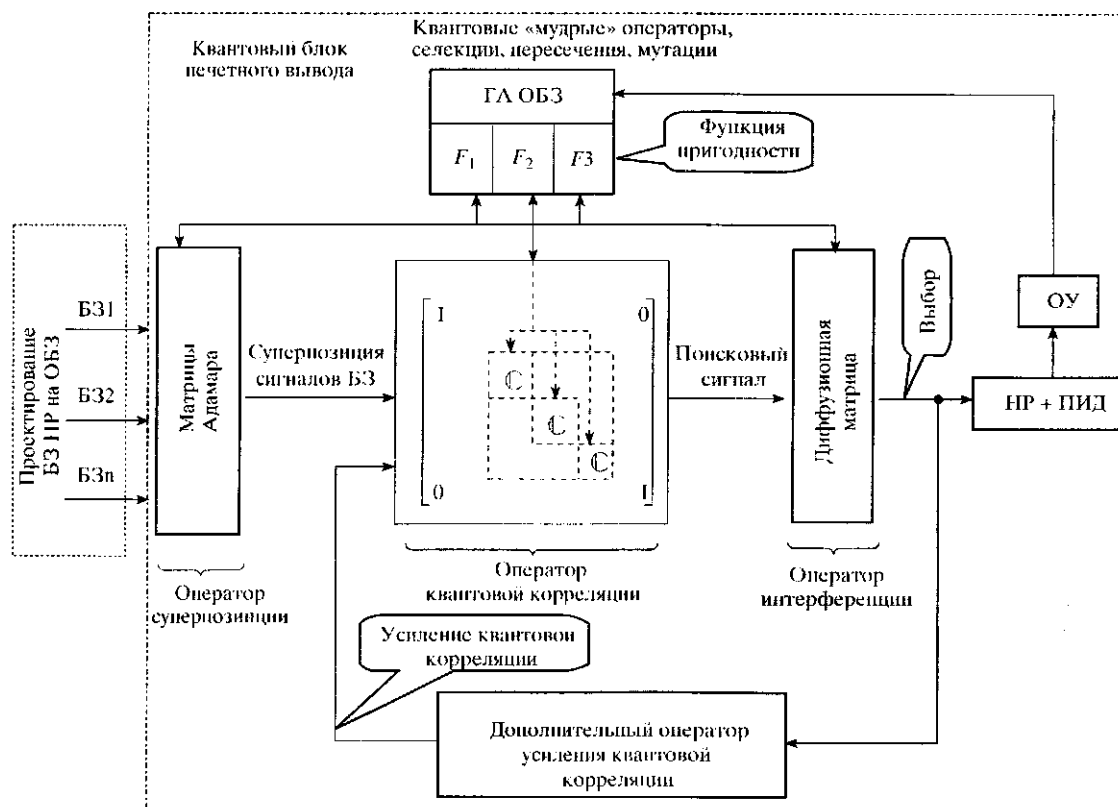 Квантовые «мудрые» операторы,
селекции, пересечения, мутации
Квантовый блок
нечетного вывода
ГА ОБЗ
F1
F2
F3
Функция
пригодности
Проектирование
БЗ НР на ОБЗ
БЗ1
БЗ2
БЗn
Матрицы
Адамара
Суперпозиция
сигналов БЗ
I
0
ℂ
ℂ
ℂ
0
I
Поисковый
сигнал
Диффузионная
матрица
Выбор
ОУ
НР + ПИД
Оператор
суперпозиции
Оператор
квантовой корреляции
Оператор
интерференции
Усиление квантовой
корреляции
Дополнительный оператор
усиления квантовой
корреляции